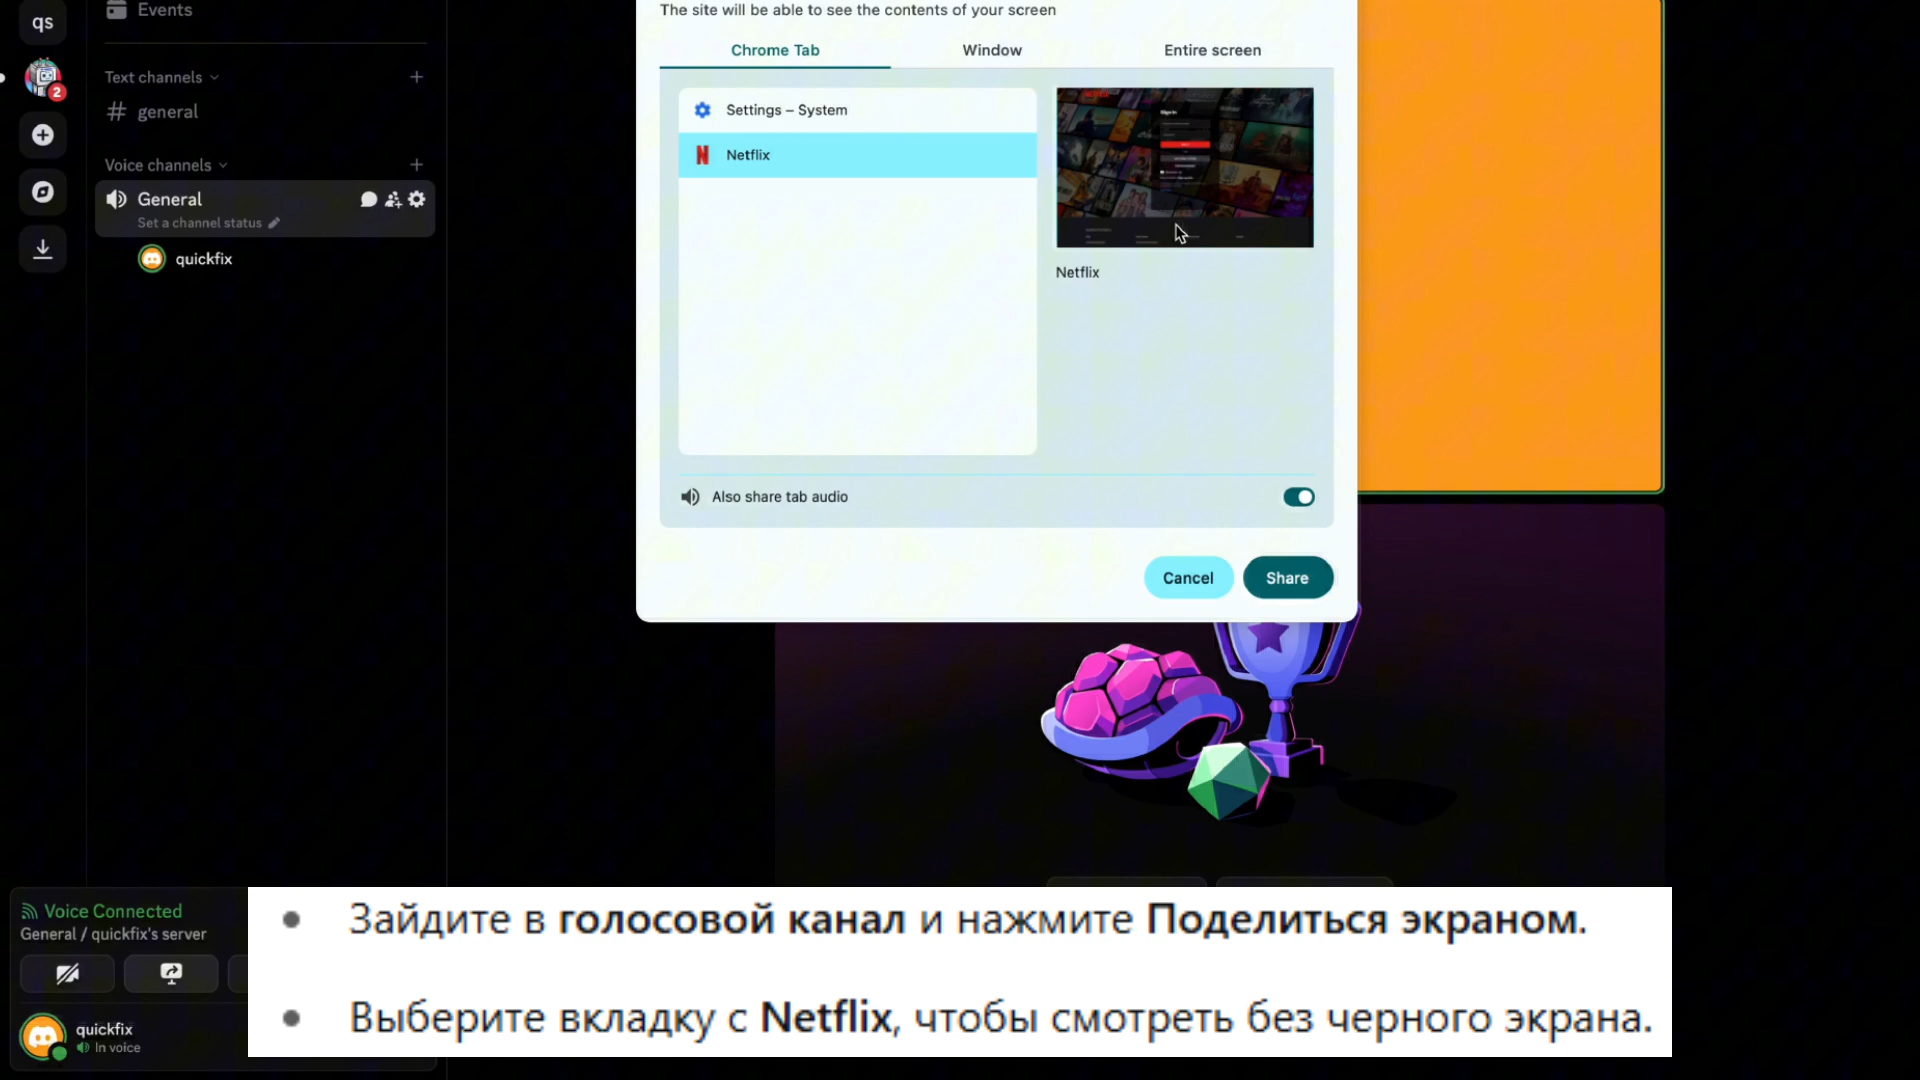 qs
Events
The site will be able to see the contents of your screen
Chrome Tab
Window
Entire screen
2
Text channels
general
Settings – System
Netflix
Voice channels
General
Set a channel status
quickfix
Netflix
Also share tab audio
Cancel
Share
Voice Connected
General / quickfix's server
quickfix
In voice
Зайдите в голосовой канал и нажмите Поделиться экраном.
Выберите вкладку с Netflix, чтобы смотреть без черного экрана.